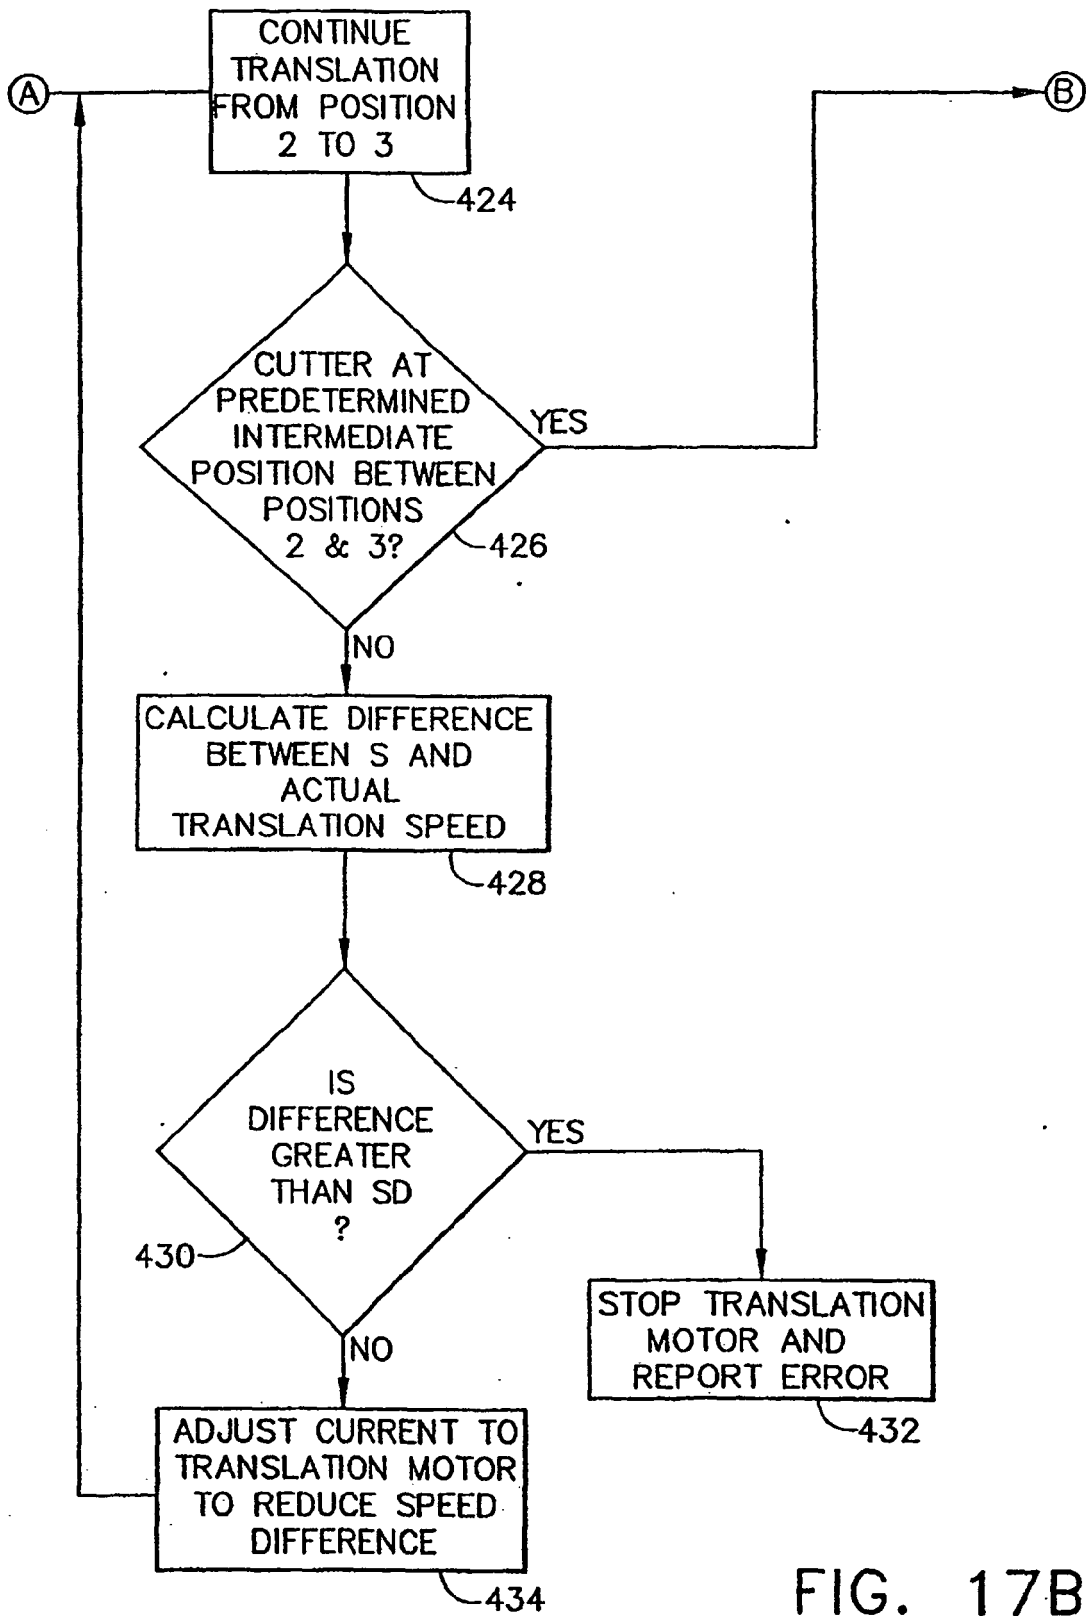 CONTINUE
TRANSLATION
FROM POSITION
2 TO 3
A
B
424
CUTTER AT
PREDETERMINED
INTERMEDIATE
POSITION BETWEEN
POSITIONS
2 & 3?
YES
426
NO
CALCULATE DIFFERENCE
BETWEEN S AND
ACTUAL
TRANSLATION SPEED
428
IS
DIFFERENCE
GREATER
THAN SD
?
YES
430
NO
STOP TRANSLATION
MOTOR AND
REPORT ERROR
432
ADJUST CURRENT TO
TRANSLATION MOTOR
TO REDUCE SPEED
DIFFERENCE
434
FIG. 17B